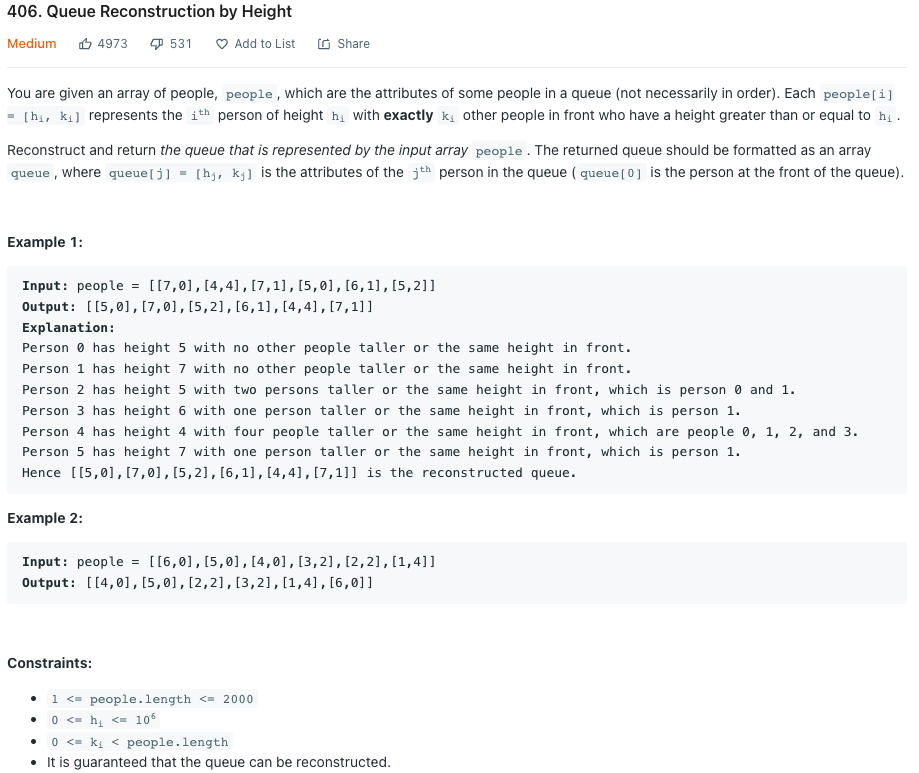 406. Queue Reconstruction by Height
Medium 4973 531 Add to List Share
You are given an array of people, people , which are the attributes of some people in a queue (not necessarily in order). Each people[i]
= [hi, ki] represents the ith person of height hi with exactly ki other people in front who have a height greater than or equal to hi .
Reconstruct and return the queue that is represented by the input array people . The returned queue should be formatted as an array
queue , where queue[j] = [hj, kj] is the attributes of the jth person in the queue ( queue[0] is the person at the front of the queue).
Example 1:
Input: people = [[7,0],[4,4],[7,1],[5,0],[6,1],[5,2]]
Output: [[5,0],[7,0],[5,2],[6,1],[4,4],[7,1]]
Explanation:
Person 0 has height 5 with no other people taller or the same height in front.
Person 1 has height 7 with no other people taller or the same height in front.
Person 2 has height 5 with two persons taller or the same height in front, which is person 0 and 1.
Person 3 has height 6 with one person taller or the same height in front, which is person 1.
Person 4 has height 4 with four people taller or the same height in front, which are people 0, 1, 2, and 3.
Person 5 has height 7 with one person taller or the same height in front, which is person 1.
Hence [[5,0],[7,0],[5,2],[6,1],[4,4],[7,1]] is the reconstructed queue.
Example 2:
Input: people = [[6,0],[5,0],[4,0],[3,2],[2,2],[1,4]]
Output: [[4,0],[5,0],[2,2],[3,2],[1,4],[6,0]]
Constraints:
• 1 <= people.length <= 2000
• 0 <= hi <= 10⁶
• 0 <= ki < people.length
• It is guaranteed that the queue can be reconstructed.